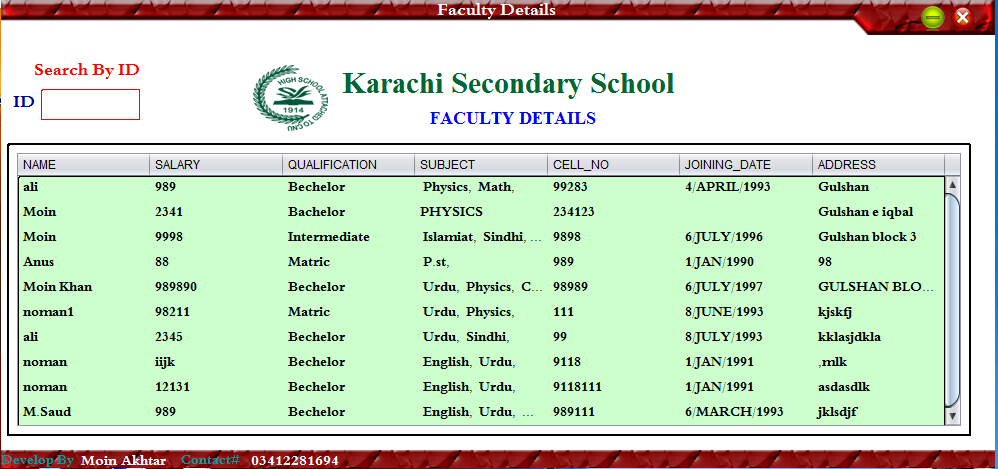 Faculty Details
Search By ID
ID
HIGH SCHOOL ATTACHED TO CNU
1914
Karachi Secondary School
FACULTY DETAILS
NAME SALARY QUALIFICATION SUBJECT CELL_NO JOINING_DATE ADDRESS
ali 989 Bechelor Physics, Math, 99283 4/APRIL/1993 Gulshan
Moin 2341 Bachelor PHYSICS 234123 Gulshan e iqbal
Moin 9998 Intermediate Islamiat, Sindhi, ... 9898 6/JULY/1996 Gulshan block 3
Anus 88 Matric P.st, 989 1/JAN/1990 98
Moin Khan 989890 Bechelor Urdu, Physics, C... 98989 6/JULY/1997 GULSHAN BLO...
noman1 98211 Matric Urdu, Physics, 111 8/JUNE/1993 kjskfj
ali 2345 Bechelor Urdu, Sindhi, 99 8/JULY/1993 kklasjdkla
noman iijk Bechelor English, Urdu, 9118 1/JAN/1991 ,mlk
noman 12131 Bechelor English, Urdu, 9118111 1/JAN/1991 asdasdlk
M.Saud 989 Bechelor English, Urdu, ... 989111 6/MARCH/1993 jklsdjf
Develop By Moin Akhtar Contact# 03412281694